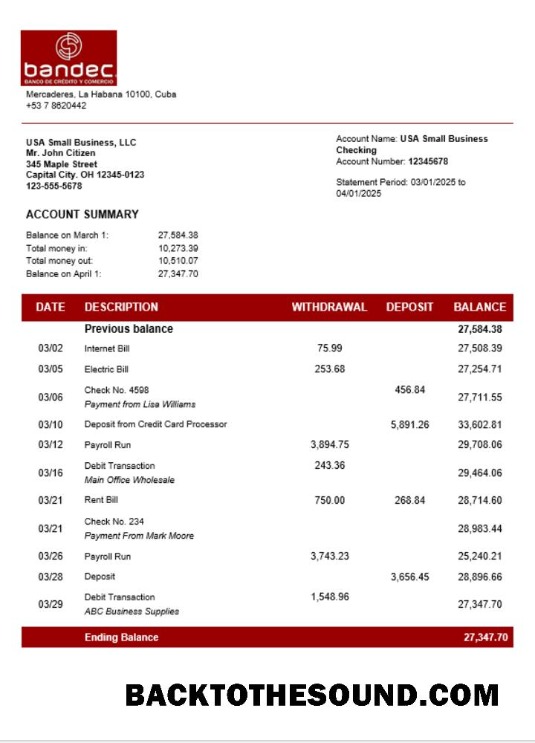 bandec
BANCO DE CRÉDITO Y COMERCIO
Mercaderes, La Habana 10100, Cuba
+53 7 8620442
USA Small Business, LLC
Mr. John Citizen
345 Maple Street
Capital City. OH 12345-0123
123-555-5678
Account Name: USA Small Business
Checking
Account Number: 12345678
Statement Period: 03/01/2025 to
04/01/2025
ACCOUNT SUMMARY
Balance on March 1: 27.584.38
Total money in: 10,273.39
Total money out: 10,510.07
Balance on April 1: 27,347.70
DATE DESCRIPTION WITHDRAWAL DEPOSIT BALANCE
Previous balance 27,584.38
03/02 Internet Bill 75.99 27,508.39
03/05 Electric Bill 253.68 27,254.71
03/06 Check No. 4598 456.84 27,711.55
Payment from Lisa Williams
03/10 Deposit from Credit Card Processor 5,891.26 33,602.81
03/12 Payroll Run 3,894.75 29,708.06
03/16 Debit Transaction 243.36 29,464.06
Main Office Wholesale
03/21 Rent Bill 750.00 268.84 28,714.60
03/21 Check No. 234 28,983.44
Payment From Mark Moore
03/26 Payroll Run 3,743.23 25,240.21
03/28 Deposit 3,656.45 28,896.66
03/29 Debit Transaction 1,548.96 27,347.70
ABC Business Supplies
Ending Balance 27,347.70
BACKTOTHESOUND.COM